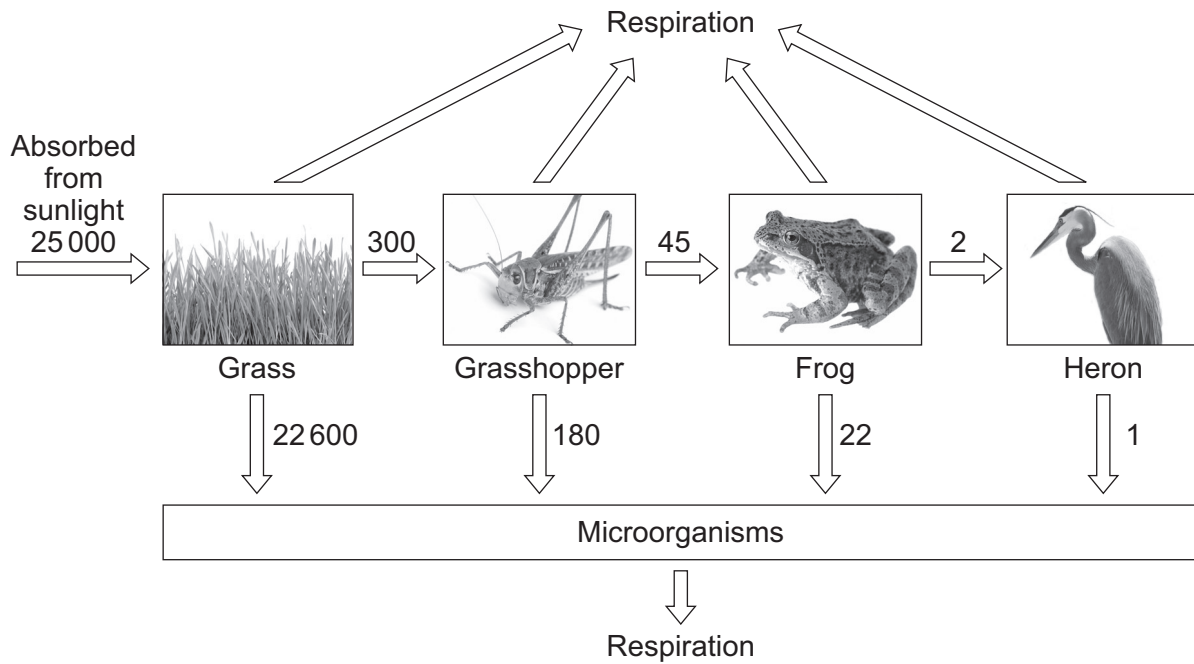 Respiration
Absorbed
from
sunlight
25 000
300
45
2
Grass
Grasshopper
Frog
Heron
22 600
180
22
1
Microorganisms
Respiration